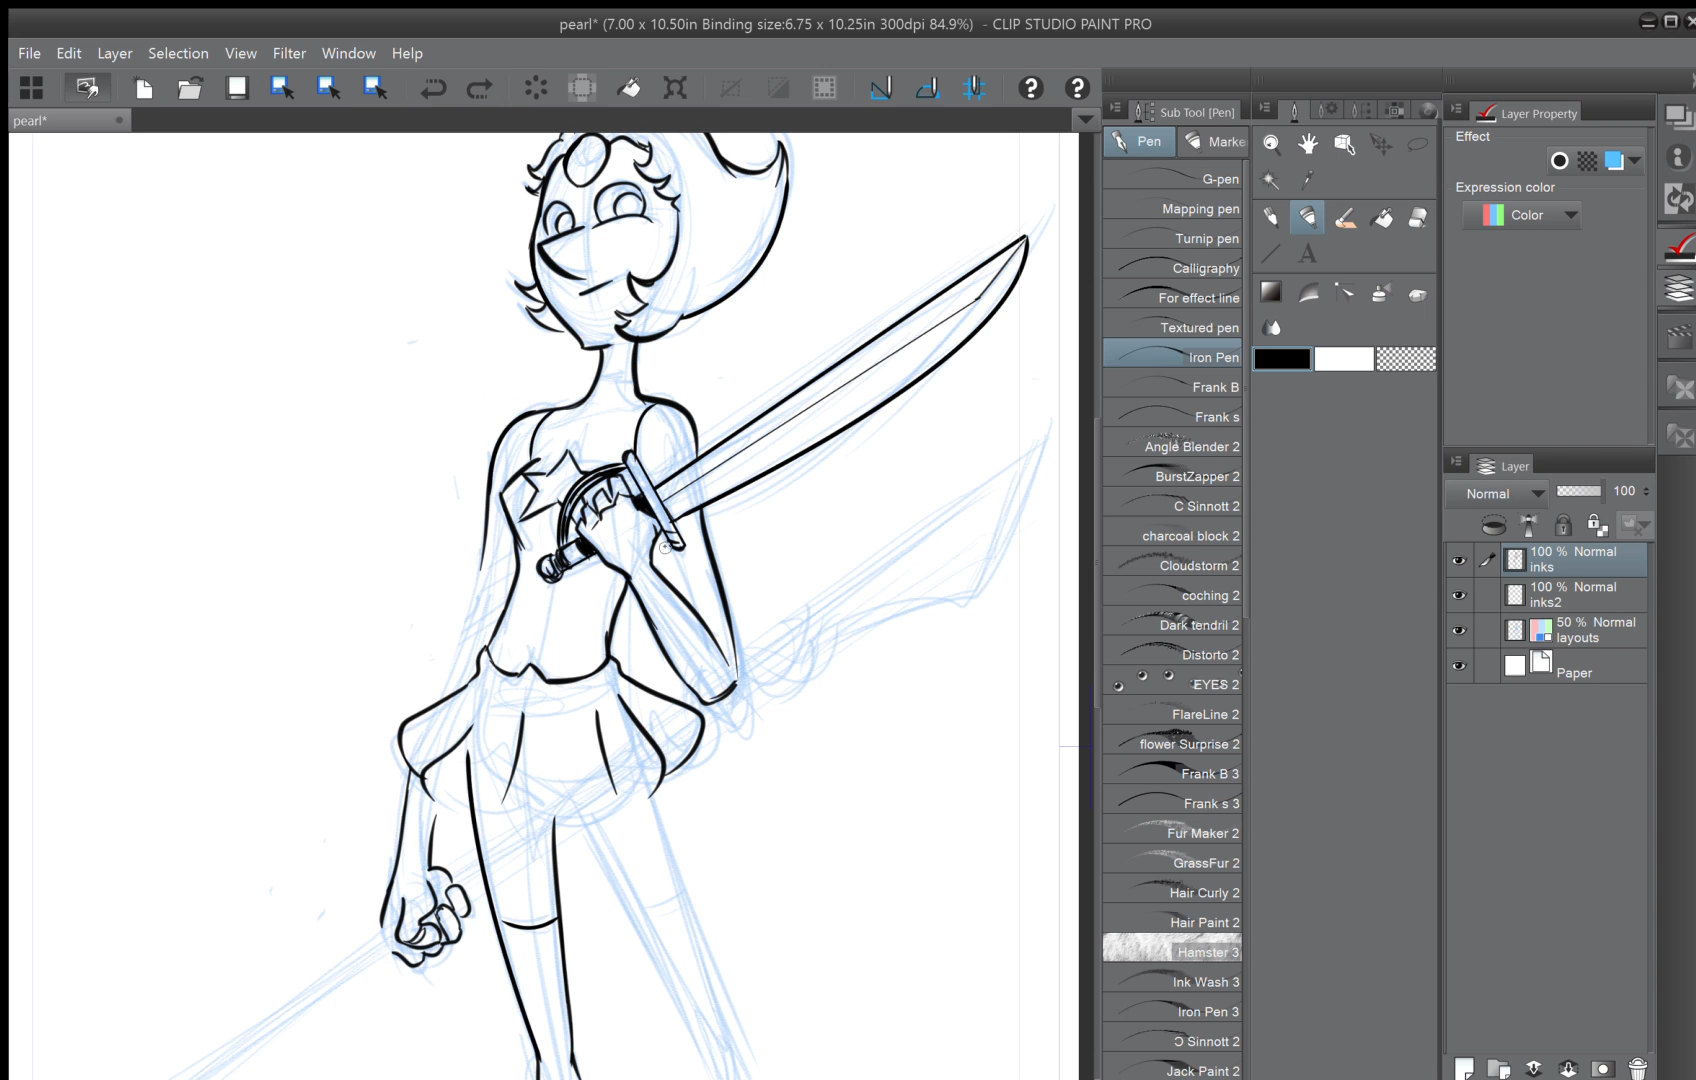 pearl* (7.00 x 10.50in Binding size:6.75 x 10.25in 300dpi 84.9%) - CLIP STUDIO PAINT PRO
File Edit Layer Selection View Filter Window Help
pearl*
Sub Tool [Pen]
Pen
Marke
G-pen
Mapping pen
Turnip pen
Calligraphy
For effect line
Textured pen
Iron Pen
Frank B
Frank s
Angle Blender 2
BurstZapper 2
C Sinnott 2
charcoal block 2
Cloudstorm 2
coching 2
Dark tendril 2
Distorto 2
EYES 2
FlareLine 2
flower Surprise 2
Frank B 3
Frank s 3
Fur Maker 2
GrassFur 2
Hair Curly 2
Hair Paint 2
Hamster 3
Ink Wash 3
Iron Pen 3
Sinnott 2
Jack Paint 2
A
Layer Property
Effect
Expression color
Color
Layer
Normal 100
100 % Normal
inks
100 % Normal
inks2
50 % Normal
layouts
Paper